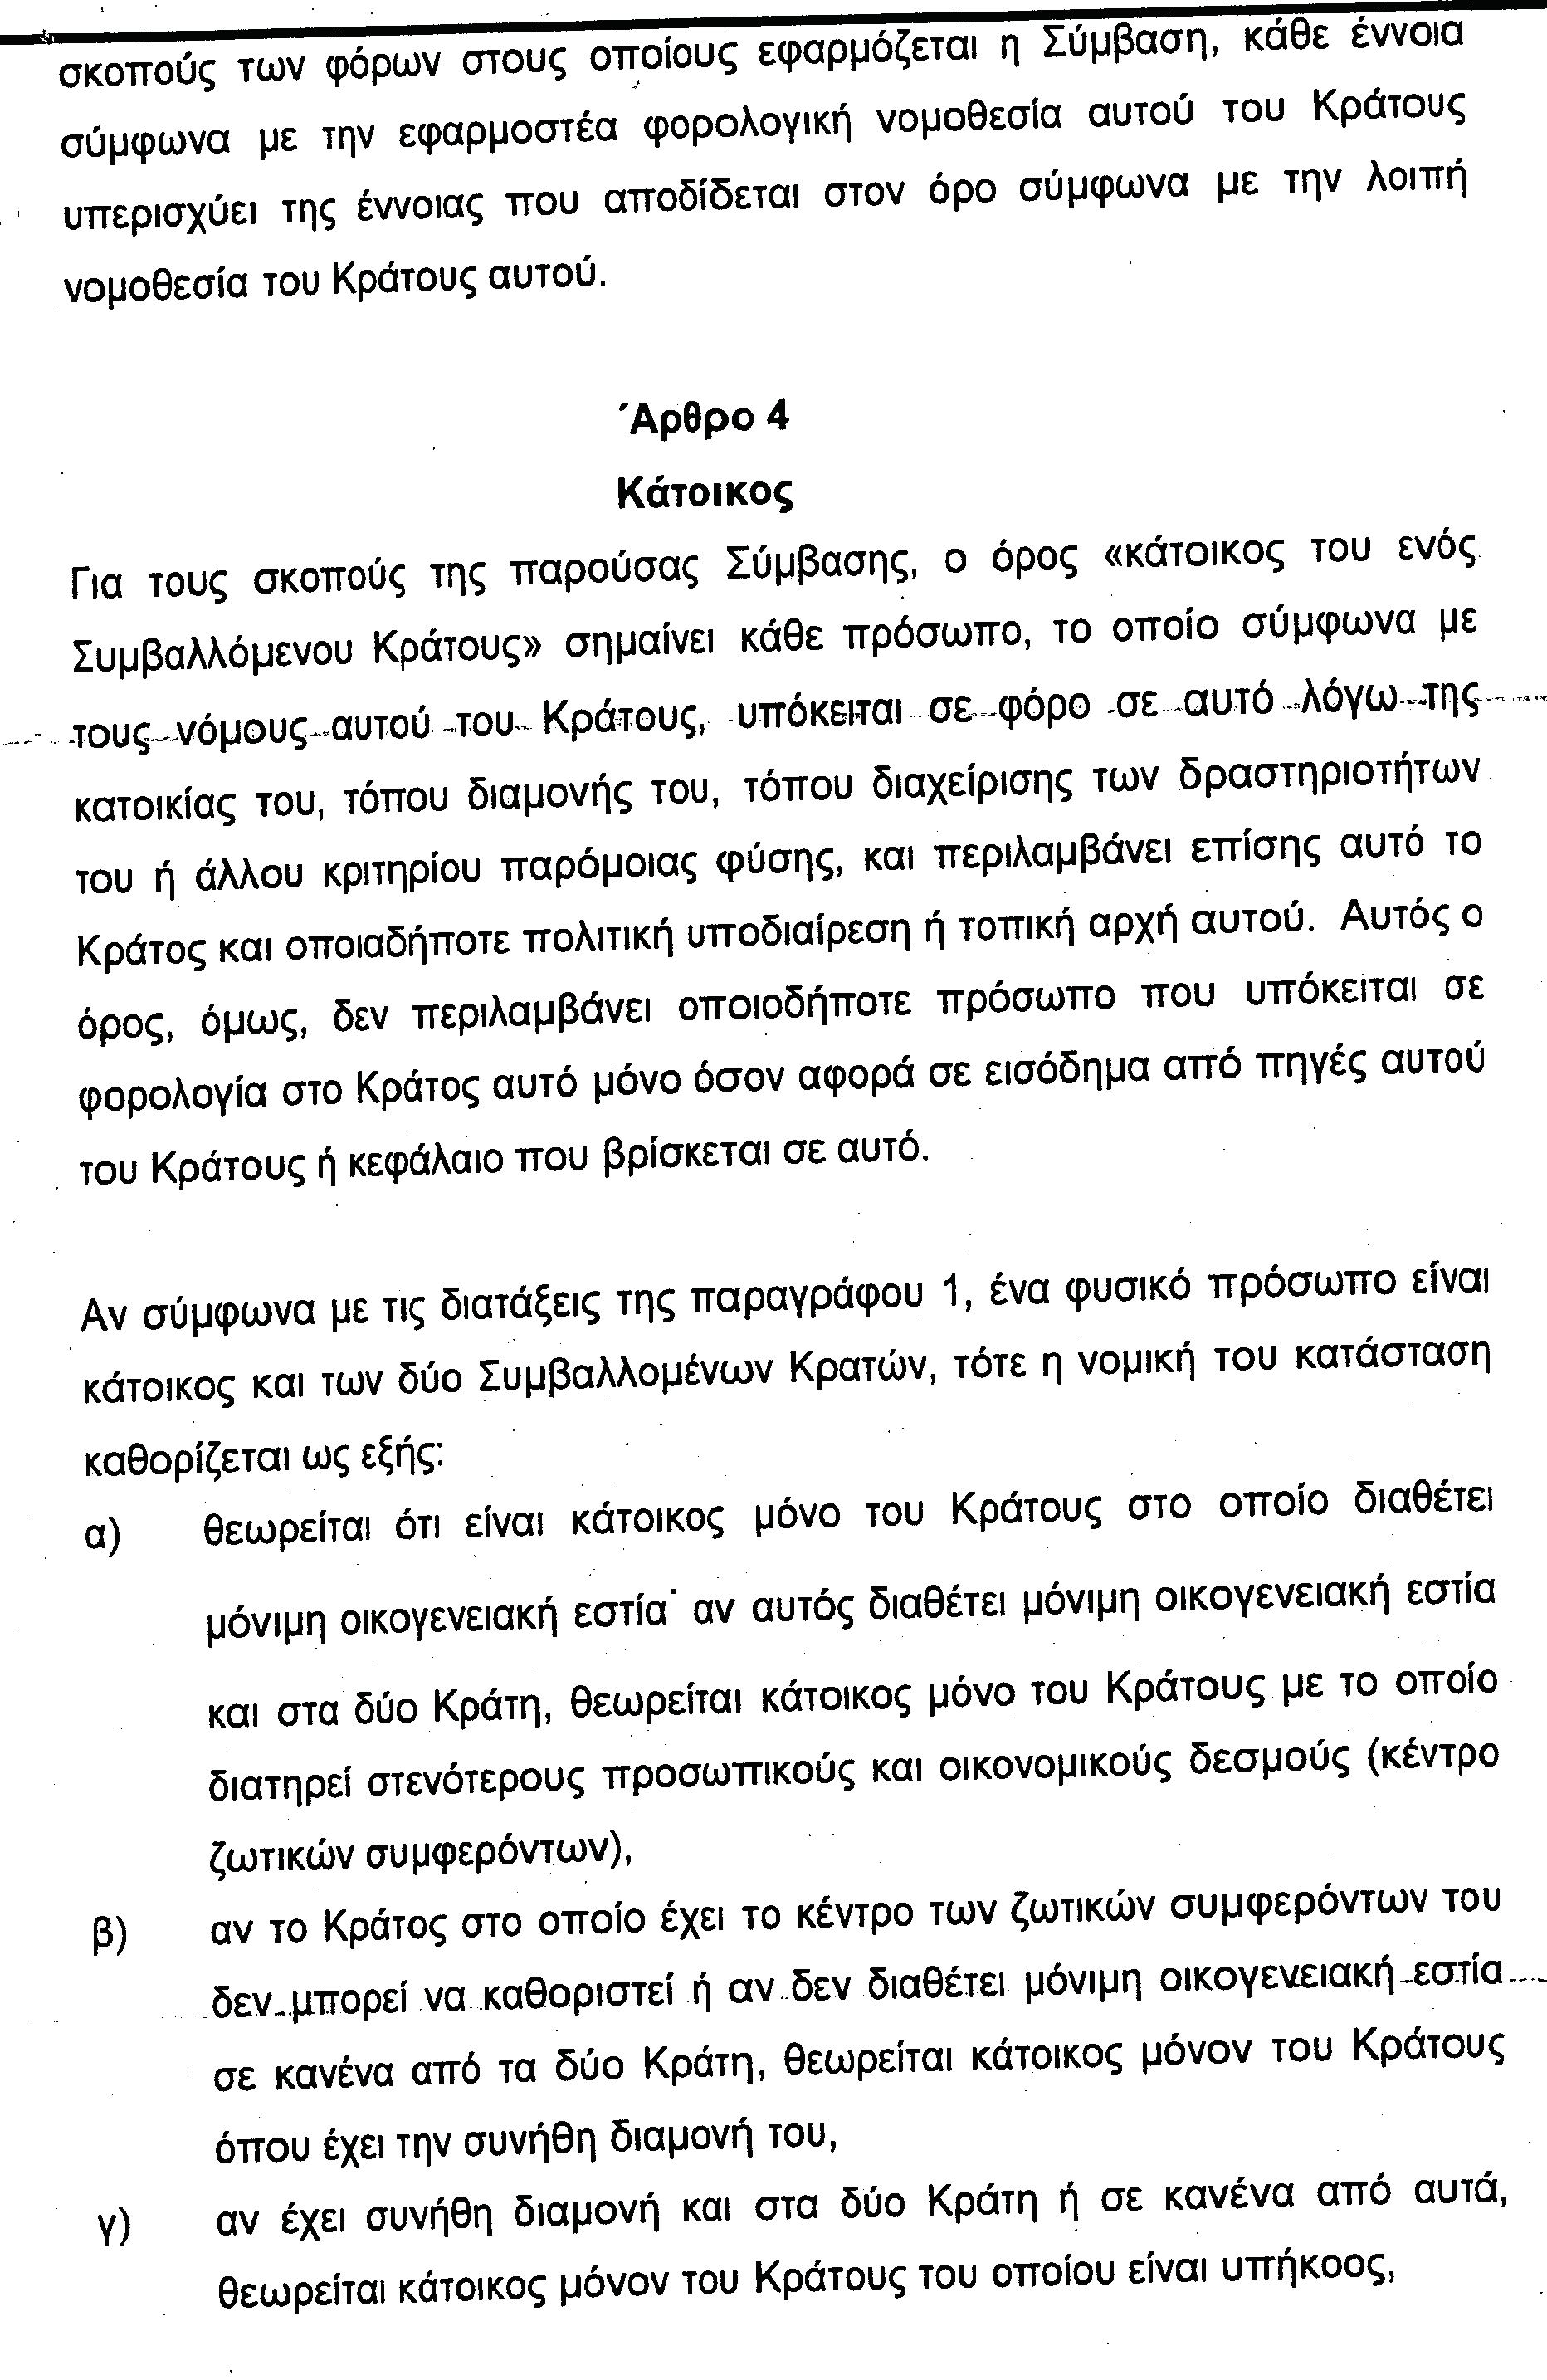 σκοπούς των φόρων στους οποίους εφαρμόζεται η Σύμβαση, κάθε έννοια
σύμφωνα με την εφαρμοστέα φορολογική νομοθεσία αυτού του Κράτους
υπερισχύει της έννοιας που αποδίδεται στον όρο σύμφωνα με την λοιπή
νομοθεσία του Κράτους αυτού.
Άρθρο 4
Κάτοικος
Για τους σκοπούς της παρούσας Σύμβασης, ο όρος «κάτοικος του ενός
Συμβαλλόμενου Κράτους» σημαίνει κάθε πρόσωπο, το οποίο σύμφωνα με
τους νόμους αυτού του Κράτους, υπόκειται σε φόρο σε αυτό λόγω της
κατοικίας του, τόπου διαμονής του, τόπου διαχείρισης των δραστηριοτήτων
του ή άλλου κριτηρίου παρόμοιας φύσης, και περιλαμβάνει επίσης αυτό το
Κράτος και οποιαδήποτε πολιτική υποδιαίρεση ή τοπική αρχή αυτού. Αυτός ο
όρος, όμως, δεν περιλαμβάνει οποιοδήποτε πρόσωπο που υπόκειται σε
φορολογία στο Κράτος αυτό μόνο όσον αφορά σε εισόδημα από πηγές αυτού
του Κράτους ή κεφάλαιο που βρίσκεται σε αυτό.
Αν σύμφωνα με τις διατάξεις της παραγράφου 1, ένα φυσικό πρόσωπο είναι
κάτοικος και των δύο Συμβαλλομένων Κρατών, τότε η νομική του κατάσταση
καθορίζεται ως εξής:
α) θεωρείται ότι είναι κάτοικος μόνο του Κράτους στο οποίο διαθέτει
μόνιμη οικογενειακή εστία˙ αν αυτός διαθέτει μόνιμη οικογενειακή εστία
και στα δύο Κράτη, θεωρείται κάτοικος μόνο του Κράτους με το οποίο
διατηρεί στενότερους προσωπικούς και οικονομικούς δεσμούς (κέντρο
ζωτικών συμφερόντων),
β) αν το Κράτος στο οποίο έχει το κέντρο των ζωτικών συμφερόντων του
δεν μπορεί να καθοριστεί ή αν δεν διαθέτει μόνιμη οικογενειακή εστία
σε κανένα από τα δύο Κράτη, θεωρείται κάτοικος μόνον του Κράτους
όπου έχει την συνήθη διαμονή του,
γ) αν έχει συνήθη διαμονή και στα δύο Κράτη ή σε κανένα από αυτά,
θεωρείται κάτοικος μόνον του Κράτους του οποίου είναι υπήκοος,